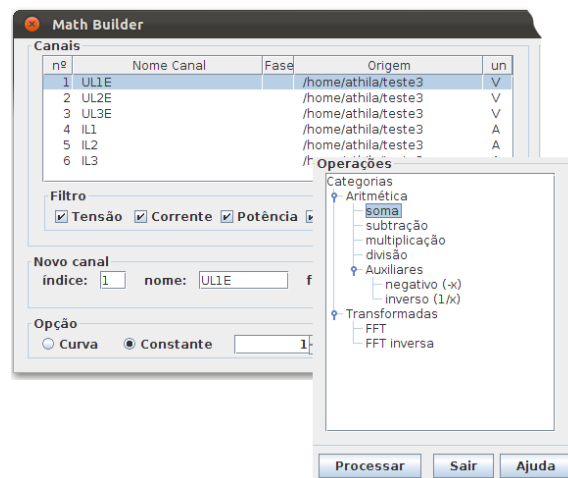 Math Builder
Canais
nº Nome Canal Fase Origem un
1 UL1E /home/athila/teste3 V
2 UL2E /home/athila/teste3 V
3 UL3E /home/athila/teste3 V
4 IL1 /home/athila/teste3 A
5 IL2 /home/athila/teste3 A
6 IL3
Filtro
Tensão Corrente Potência
Novo canal
índice: 1 nome: UL1E f
Opção
Curva Constante 1
Operações
Categorias
Aritmética
soma
subtração
multiplicação
divisão
Auxiliares
negativo (-x)
inverso (1/x)
Transformadas
FFT
FFT inversa
Processar Sair Ajuda